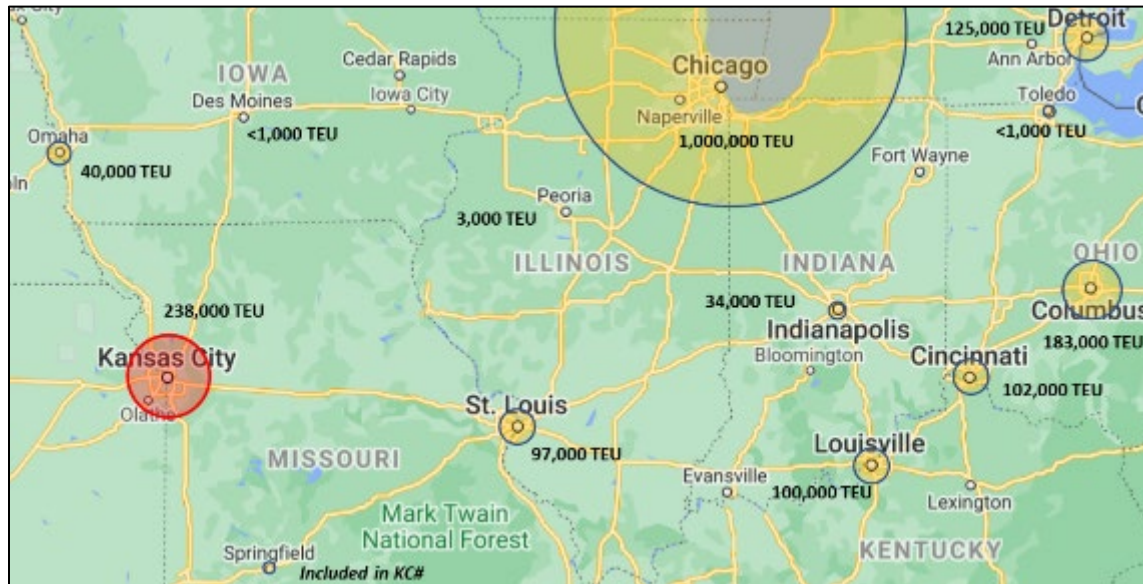 125,000 TEU
Detroit
Ann Arbor
Cedar Rapids
IOWA
Chicago
Des Moines
Iowa City
Naperville
Toledo
<1,000 TEU
<1,000 TEU
Omaha
1,000,000 TEU
Fort Wayne
40,000 TEU
Peoria
3,000 TEU
ILLINOIS
INDIANA
OHIO
238,000 TEU
34,000 TEU
Columbus
Indianapolis
183,000 TEU
Kansas City
Bloomington
Cincinnati
Olathe
102,000 TEU
St. Louis
97,000 TEU
Louisville
MISSOURI
Evansville
100,000 TEU
Lexington
Mark Twain
National Forest
Springfield
Included in KC#
KENTUCKY